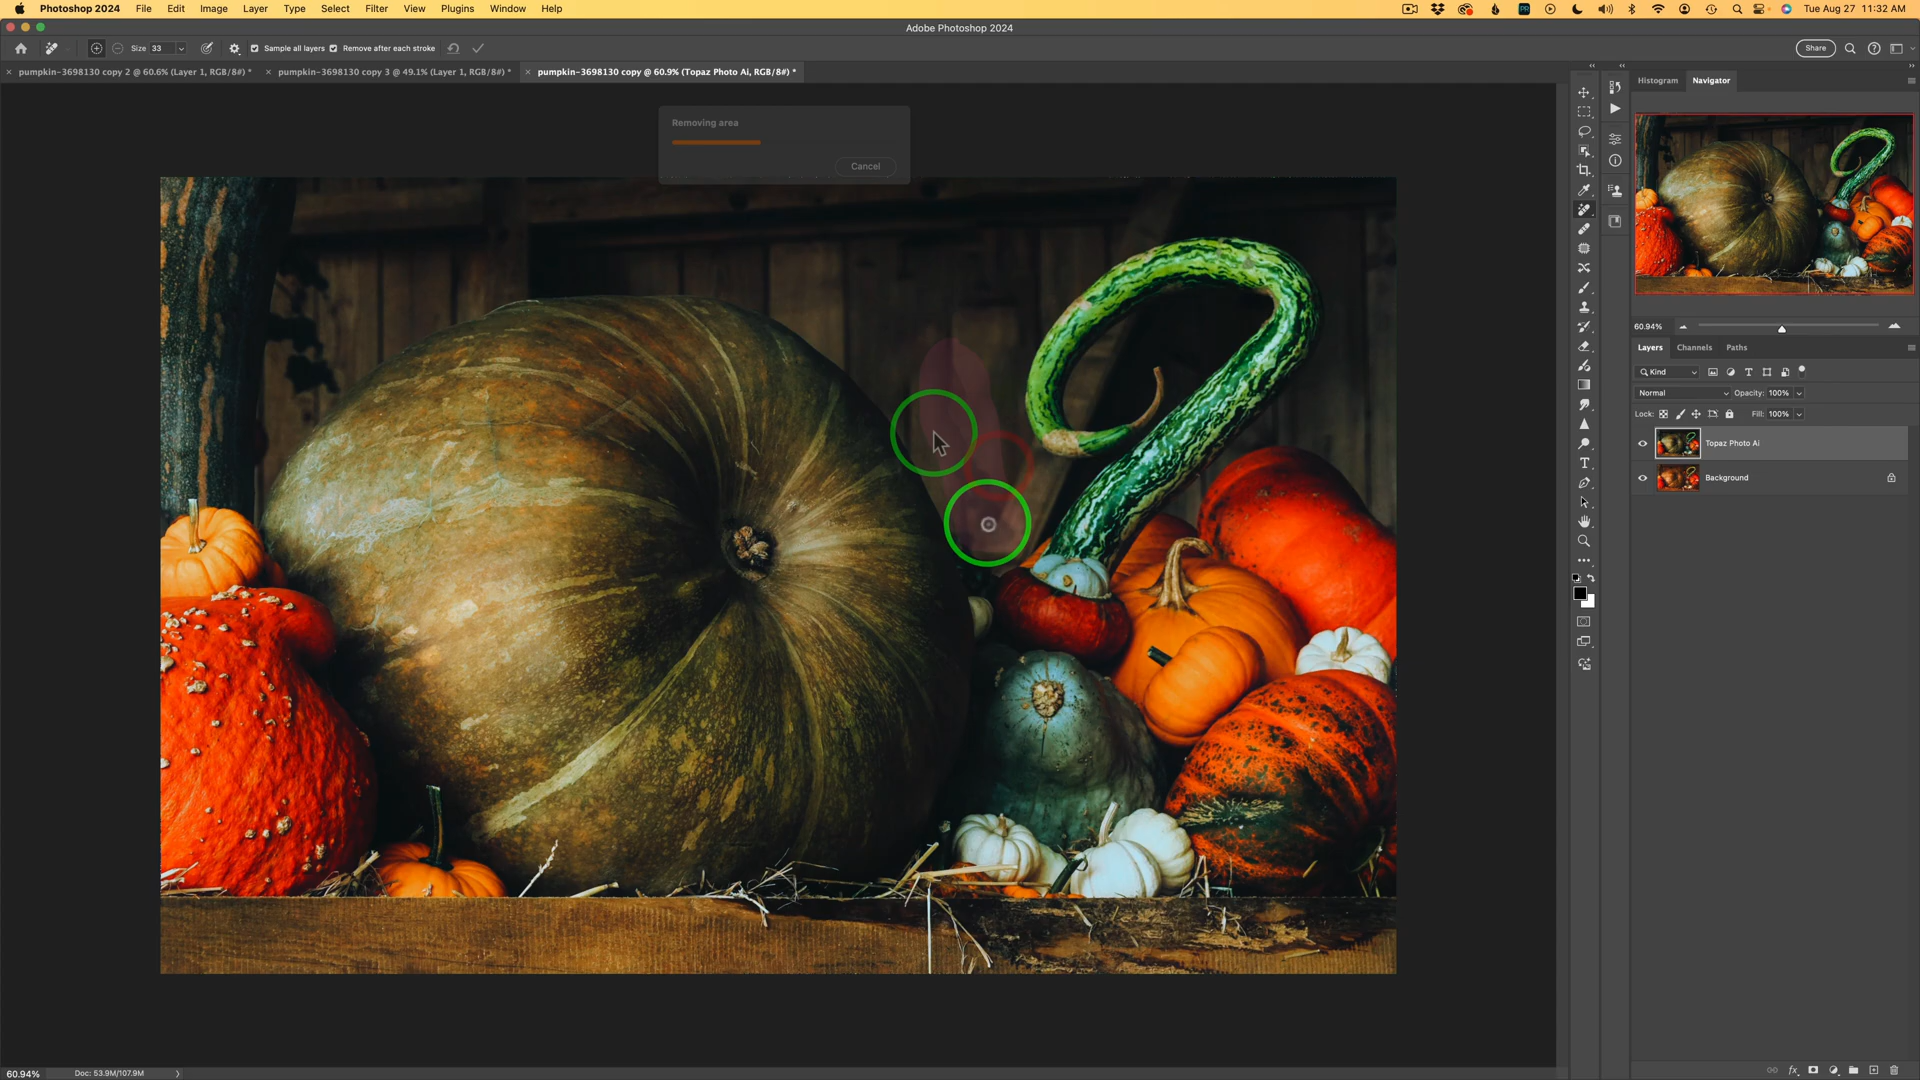 Photoshop 2024 File Edit Image Layer Type Select Filter View Plugins Window Help
Tue Aug 27 11:32 AM
Adobe Photoshop 2024
Size 33 Sample all layers Remove after each stroke
Share
pumpkin-3698130 copy 2 @ 60.6% (Layer 1, RGB/8#) *
pumpkin-3698130 copy 3 @ 49.1% (Layer 1, RGB/8#) *
pumpkin-3698130 copy @ 60.9% (Topaz Photo Ai, RGB/8#) *
Histogram Navigator
Removing area
Cancel
60.94%
Layers Channels Paths
Kind
Normal Opacity: 100%
Lock: Fill: 100%
Topaz Photo Ai
Background
60.94% Doc: 53.9M/107.9M